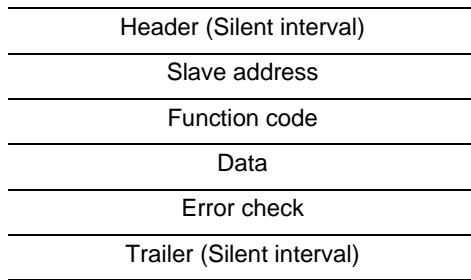 Header (Silent interval)
Slave address
Function code
Data
Error check
Trailer (Silent interval)